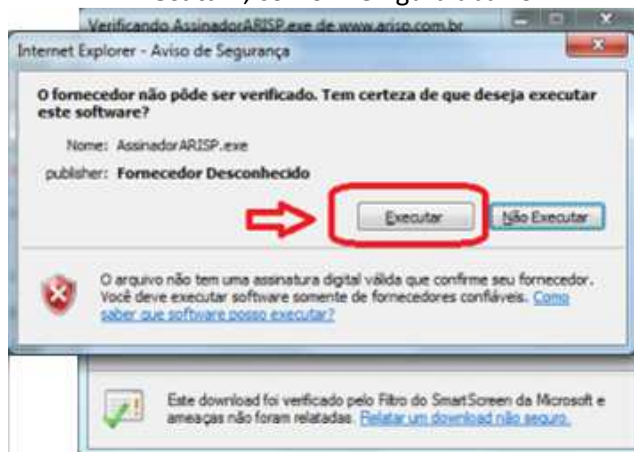 Verificando AssinadorARISP.exe de www.arisp.com.br
Internet Explorer - Aviso de Segurança
O fornecedor não pôde ser verificado. Tem certeza de que deseja executar
este software?
Nome: AssinadorARISP.exe
publisher: Fornecedor Desconhecido
Executar Não Executar
O arquivo não tem uma assinatura digital válida que confirme seu fornecedor.
Você deve executar software somente de fornecedores confiáveis. Como
saber que software posso executar?
Este download foi verificado pelo Filtro do SmartScreen da Microsoft e
ameaças não foram relatadas. Relatar um download não seguro.